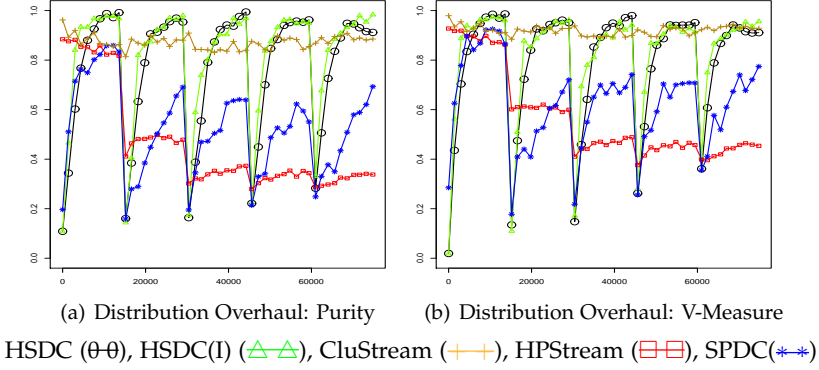 1.0
0.8
0.6
0.4
0.2
0.0
0 20000 40000 60000
1.0
0.8
0.6
0.4
0.2
0.0
0 20000 40000 60000
(a) Distribution Overhaul: Purity
(b) Distribution Overhaul: V-Measure
HSDC (θ-θ), HSDC(I) (), CluStream (), HPStream (), SPDC()